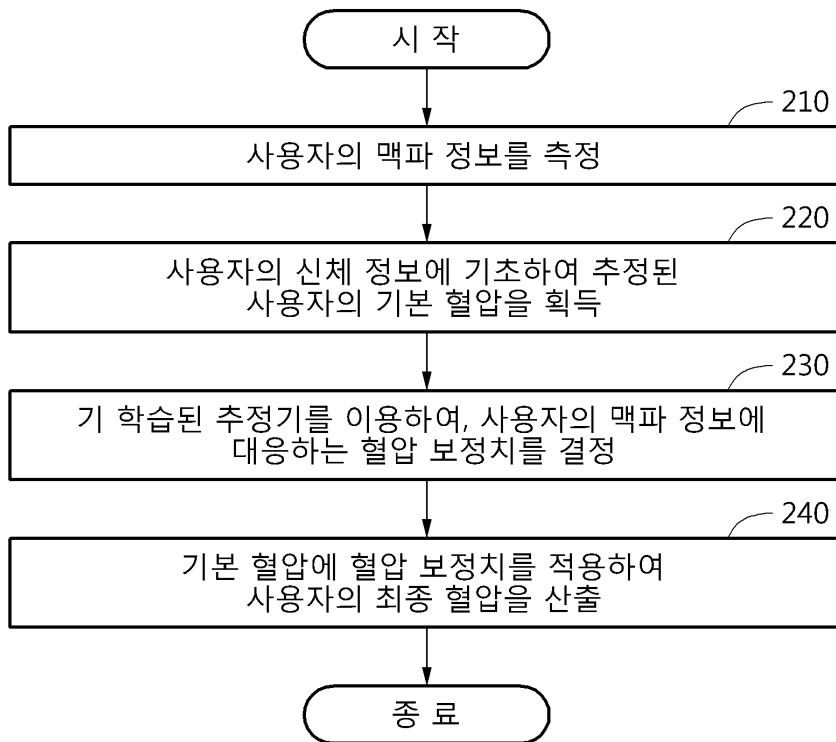 시 작
210
사용자의 맥파 정보를 측정
220
사용자의 신체 정보에 기초하여 추정된
사용자의 기본 혈압을 획득
230
기 학습된 추정기를 이용하여, 사용자의 맥파 정보에
대응하는 혈압 보정치를 결정
240
기본 혈압에 혈압 보정치를 적용하여
사용자의 최종 혈압을 산출
종 료